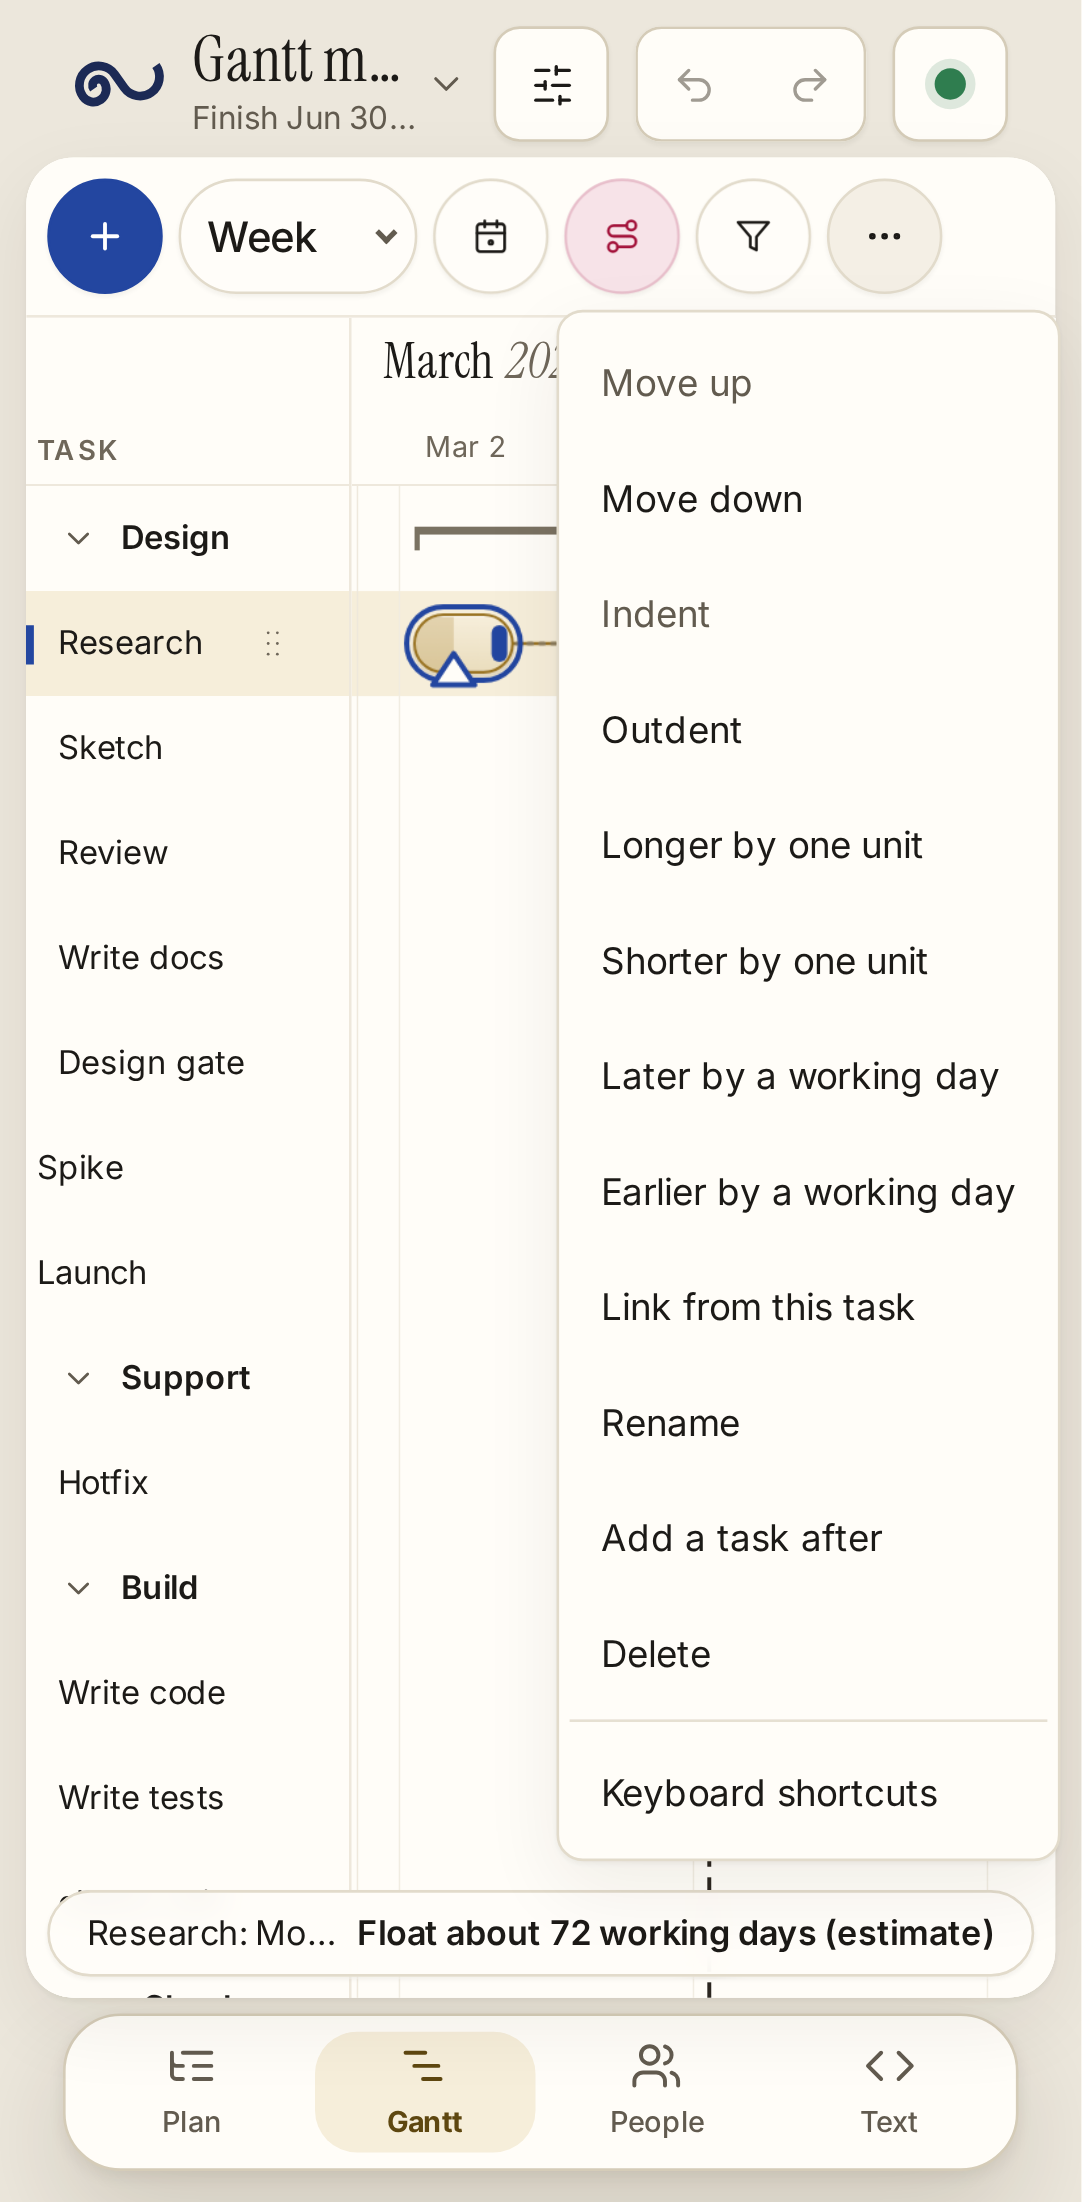 Gantt m...
Finish Jun 30...
Week
March 202
TASK
Mar 2
Design
Research
Sketch
Review
Write docs
Design gate
Spike
Launch
Support
Hotfix
Build
Write code
Write tests
Move up
Move down
Indent
Outdent
Longer by one unit
Shorter by one unit
Later by a working day
Earlier by a working day
Link from this task
Rename
Add a task after
Delete
Keyboard shortcuts
Research: Mo... Float about 72 working days (estimate)
Plan
Gantt
People
Text